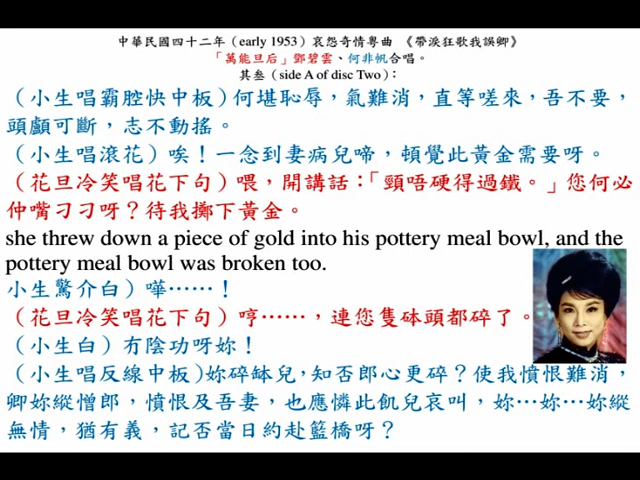 中華民國四十二年（early 1953）哀怨奇情粵曲 《帶淚狂歌我誤卿》
「萬能旦后」鄧碧雲、何非帆合唱。
其叁（side A of disc Two）：
（小生唱霸腔快中板）何堪恥辱，氣難消，直等嗟來，吾不要，
頭顱可斷，志不動搖。
（小生唱滾花）唉！一念到妻病兒啼，頓覺此黃金需要呀。
（花旦冷笑唱花下句）喂，開講話：「頸唔硬得過鐵。」您何必
仲嘴刁刁呀？待我擲下黃金。
she threw down a piece of gold into his pottery meal bowl, and the
pottery meal bowl was broken too.
小生驚介白）嘩……！
（花旦冷笑唱花下句）哼……，連您隻砵頭都碎了。
（小生白）冇陰功呀妳！
（小生唱反線中板）妳碎缽兒，知否郎心更碎？使我憤恨難消，
卿妳縱憎郎，憤恨及吾妻，也應憐此飢兒哀叫，妳…妳…妳縱
無情，猶有義，記否當日約赴籃橋呀？